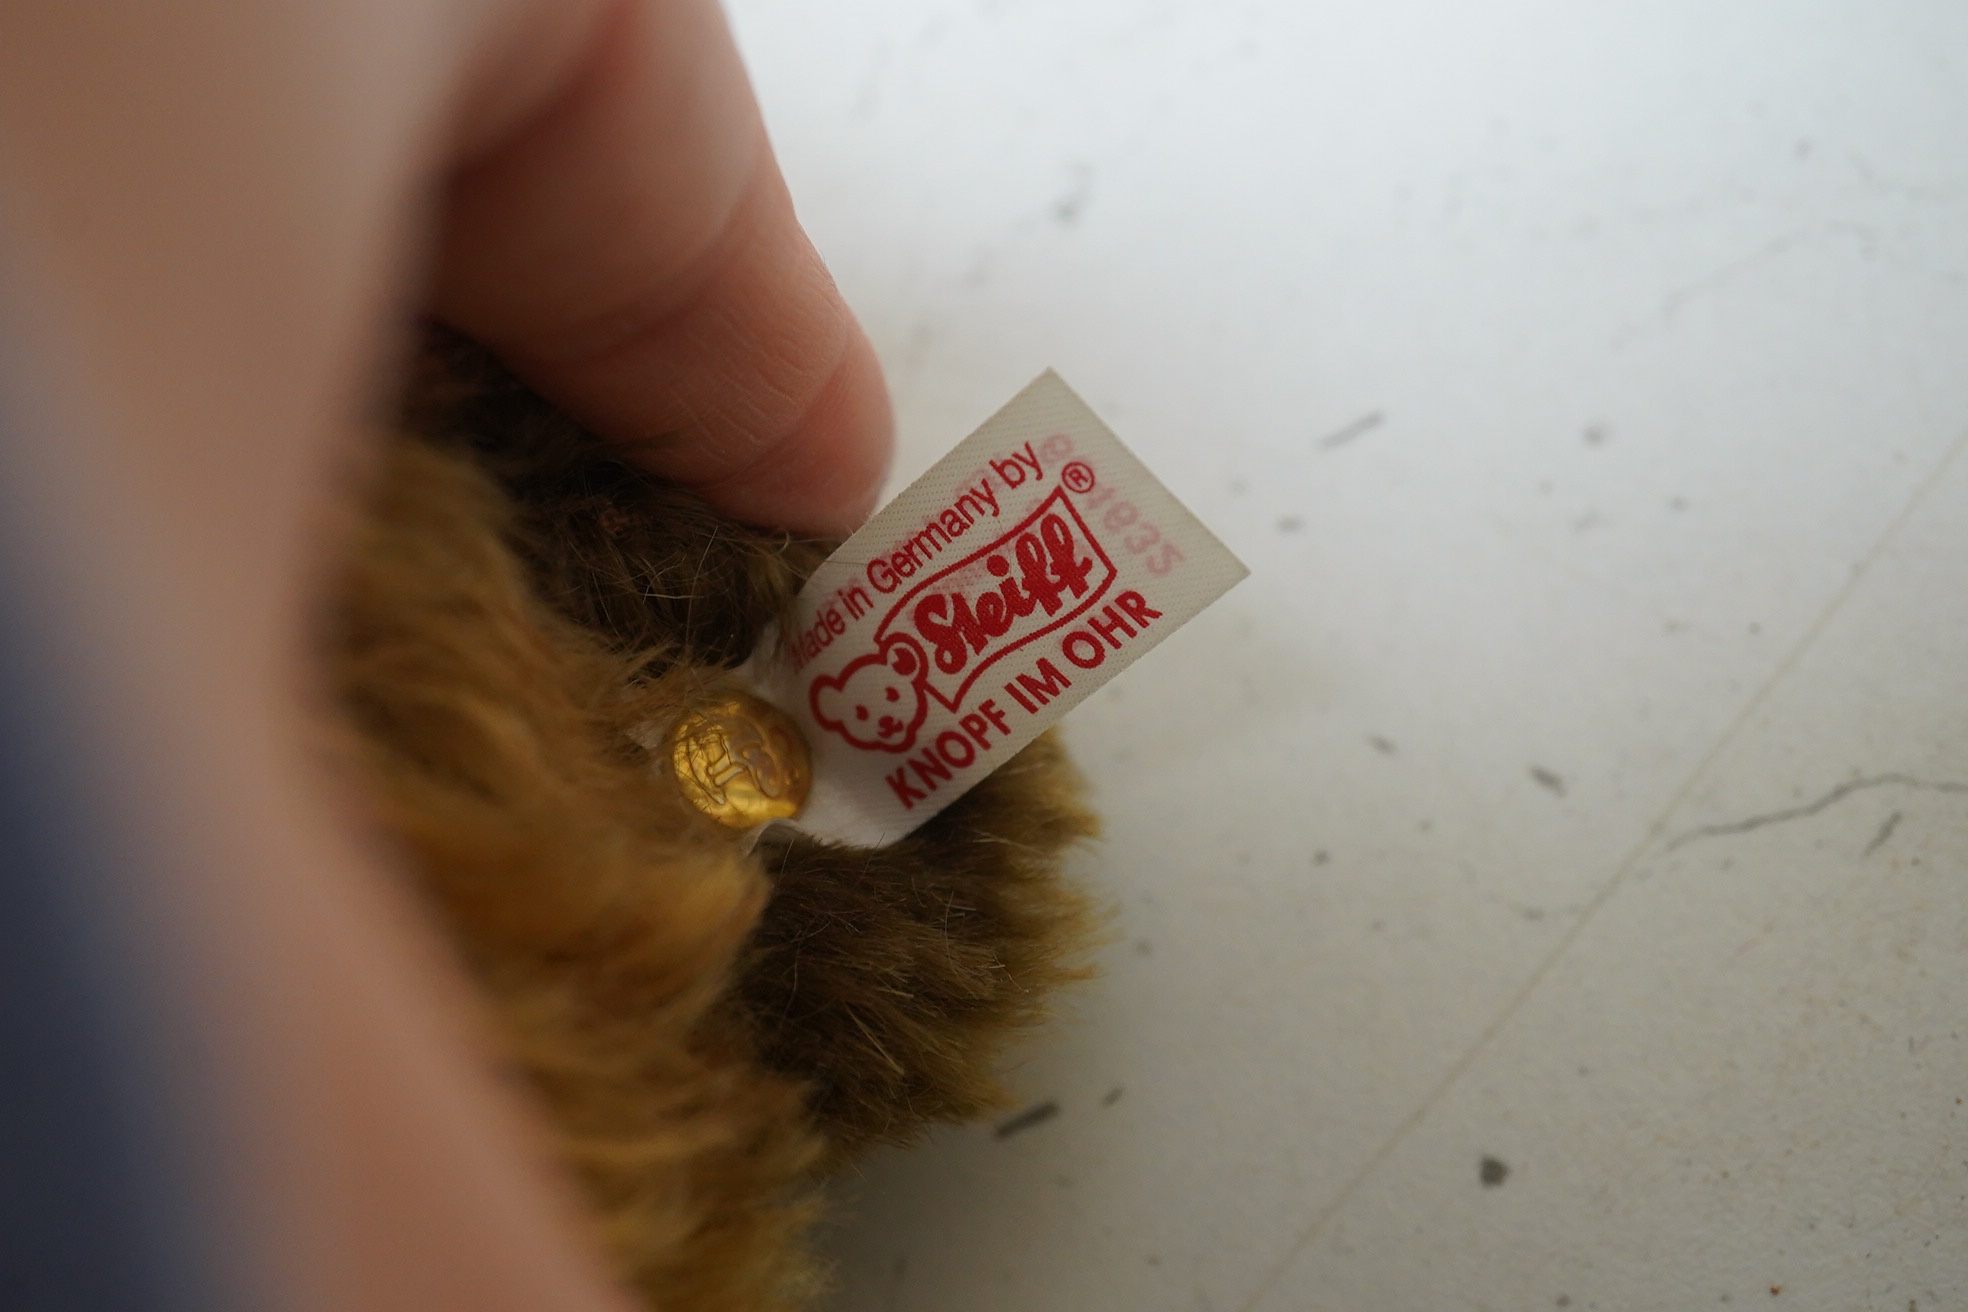 Made in Germany by
Steiff ®
KNOPF IM OHR